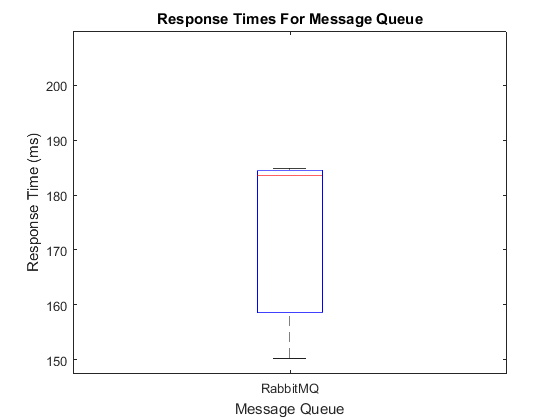 Response Times For Message Queue
Response Time (ms)
200
190
180
170
160
150
RabbitMQ
Message Queue